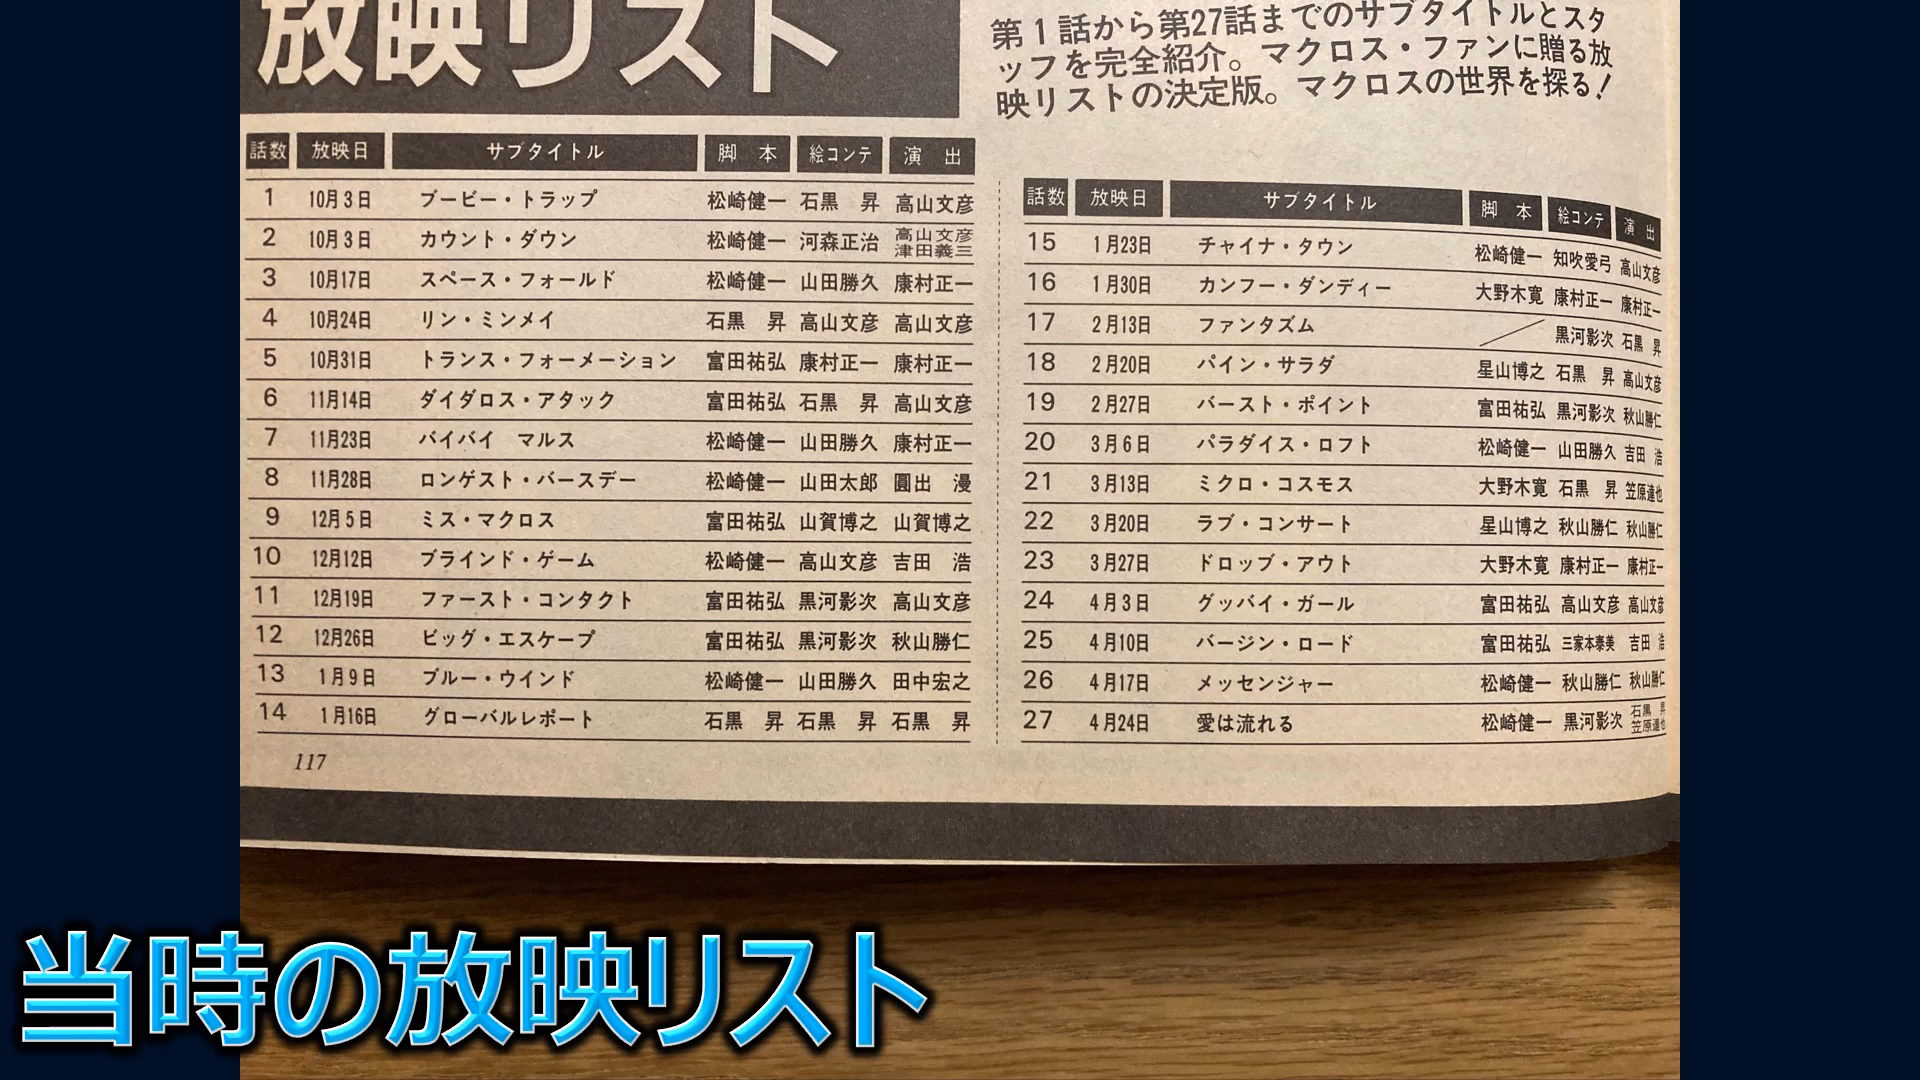 放映リスト
第1話から第27話までのサブタイトルとスタ
ッフを完全紹介。マクロス・ファンに贈る放
映リストの決定版。マクロスの世界を探る!
話数 放映日 サブタイトル 脚本 絵コンテ 演出
1 10月3日 ブービー・トラップ 松崎健一 石黒昇 高山文彦
2 10月3日 カウント・ダウン 松崎健一 河森正治 高山文彦 津田義三
3 10月17日 スペース・フォールド 松崎健一 山田勝久 康村正一
4 10月24日 リン・ミンメイ 石黒昇 高山文彦 高山文彦
5 10月31日 トランス・フォーメーション 富田祐弘 康村正一 康村正一
6 11月14日 ダイダロス・アタック 富田祐弘 石黒昇 高山文彦
7 11月23日 バイバイ マルス 松崎健一 山田勝久 康村正一
8 11月28日 ロンゲスト・バースデー 松崎健一 山田太郎 圓出漫
9 12月5日 ミス・マクロス 富田祐弘 山賀博之 山賀博之
10 12月12日 ブラインド・ゲーム 松崎健一 高山文彦 吉田浩
11 12月19日 ファースト・コンタクト 富田祐弘 黒河影次 高山文彦
12 12月26日 ビッグ・エスケープ 富田祐弘 黒河影次 秋山勝仁
13 1月9日 ブルー・ウインド 松崎健一 山田勝久 田中宏之
14 1月16日 グローバルレポート 石黒昇 石黒昇 石黒昇
話数 放映日 サブタイトル 脚本 絵コンテ 演出
15 1月23日 チャイナ・タウン 松崎健一 知吹愛弓 高山文彦
16 1月30日 カンフー・ダンディー 大野木寛 康村正一 康村正一
17 2月13日 ファンタズム 黒河影次 石黒昇
18 2月20日 パイン・サラダ 星山博之 石黒昇 高山文彦
19 2月27日 バースト・ポイント 富田祐弘 黒河影次 秋山勝仁
20 3月6日 パラダイス・ロフト 松崎健一 山田勝久 吉田浩
21 3月13日 ミクロ・コスモス 大野木寛 石黒昇 笠原達也
22 3月20日 ラブ・コンサート 星山博之 秋山勝仁 秋山勝仁
23 3月27日 ドロップ・アウト 大野木寛 康村正一 康村正一
24 4月3日 グッバイ・ガール 富田祐弘 高山文彦 高山文彦
25 4月10日 バージン・ロード 富田祐弘 三家本泰美 吉田浩
26 4月17日 メッセンジャー 松崎健一 秋山勝仁 秋山勝仁
27 4月24日 愛は流れる 松崎健一 黒河影次 石黒昇 笠原達也
117
当時の放映リスト